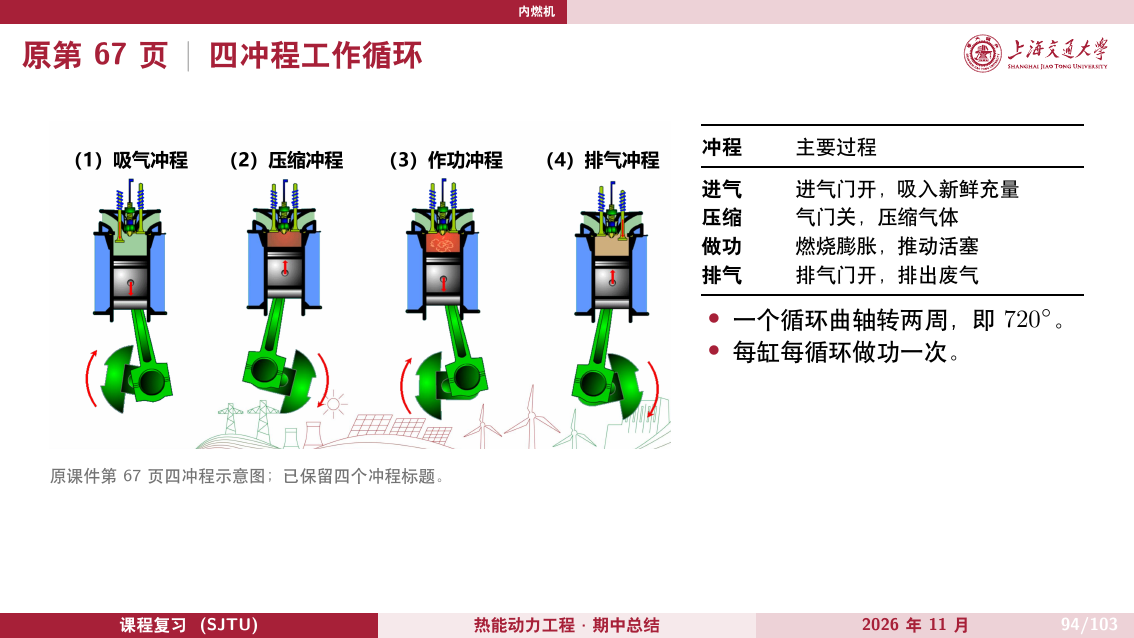 内燃机
原第 67 页 | 四冲程工作循环
上海交通大学
SHANGHAI JIAO TONG UNIVERSITY
(1) 吸气冲程 (2) 压缩冲程 (3) 作功冲程 (4) 排气冲程
冲程 主要过程
进气 进气门开，吸入新鲜充量
压缩 气门关，压缩气体
做功 燃烧膨胀，推动活塞
排气 排气门开，排出废气
• 一个循环曲轴转两周，即 720°。
• 每缸每循环做功一次。
原课件第 67 页四冲程示意图；已保留四个冲程标题。
课程复习 (SJTU) 热能动力工程 · 期中总结 2026 年 11 月 94/103